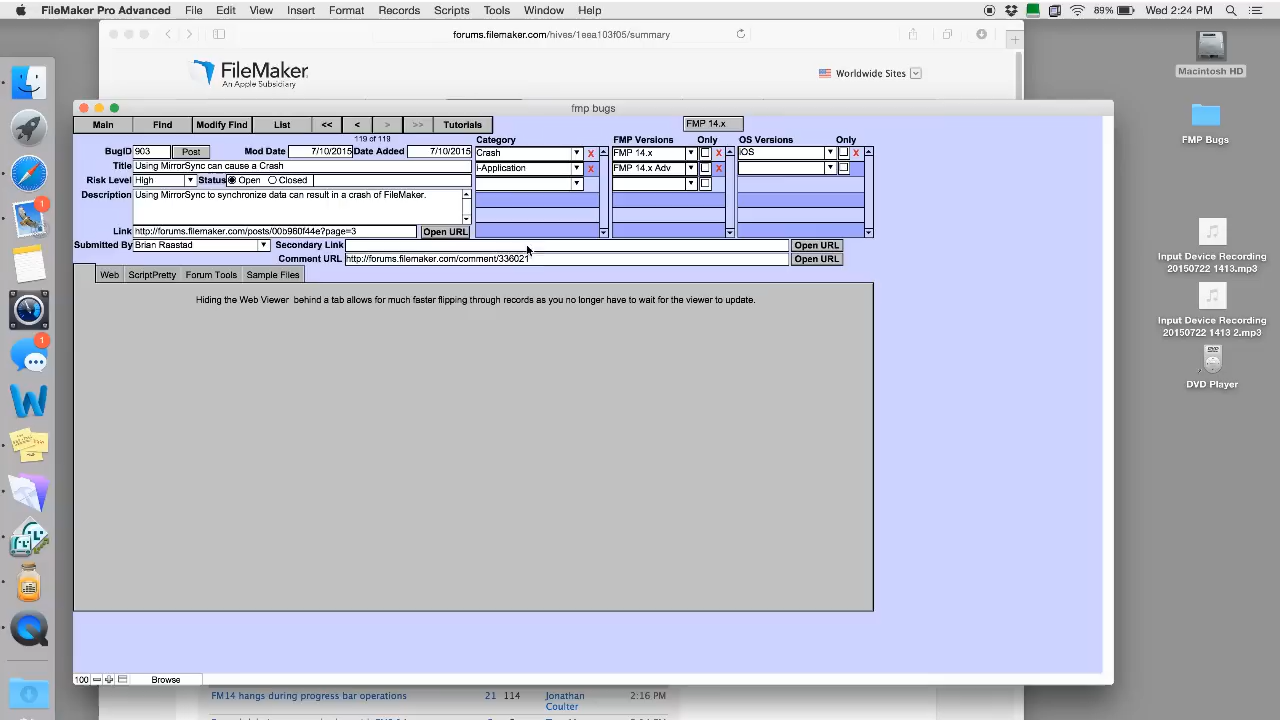 FileMaker Pro Advanced File Edit View Insert Format Records Scripts Tools Window Help 89% Wed 2:24 PM
forums.filemaker.com/hives/1eea103f05/summary
FileMaker
An Apple Subsidiary
Worldwide Sites
Macintosh HD
FMP Bugs
Input Device Recording
20150722 1413.mp3
Input Device Recording
20150722 1413 2.mp3
DVD
DVD Player
fmp bugs
Main Find Modify Find List << < > >> Tutorials FMP 14.x
119 of 119 Category FMP Versions Only OS Versions Only
BugID 903 Post Mod Date 7/10/2015 Date Added 7/10/2015 Crash X FMP 14.x X iOS X
Title Using MirrorSync can cause a Crash i-Application X FMP 14.x Adv X
Risk Level High Status Open Closed
Description Using MirrorSync to synchronize data can result in a crash of FileMaker.
Link http://forums.filemaker.com/posts/00b960f44e?page=3 Open URL
Submitted By Brian Raastad Secondary Link Open URL
Comment URL http://forums.filemaker.com/comment/336021 Open URL
Web ScriptPretty Forum Tools Sample Files
Hiding the Web Viewer behind a tab allows for much faster flipping through records as you no longer have to wait for the viewer to update.
1
1
100 Browse
FM14 hangs during progress bar operations 21 114 Jonathan 2:16 PM
Coulter